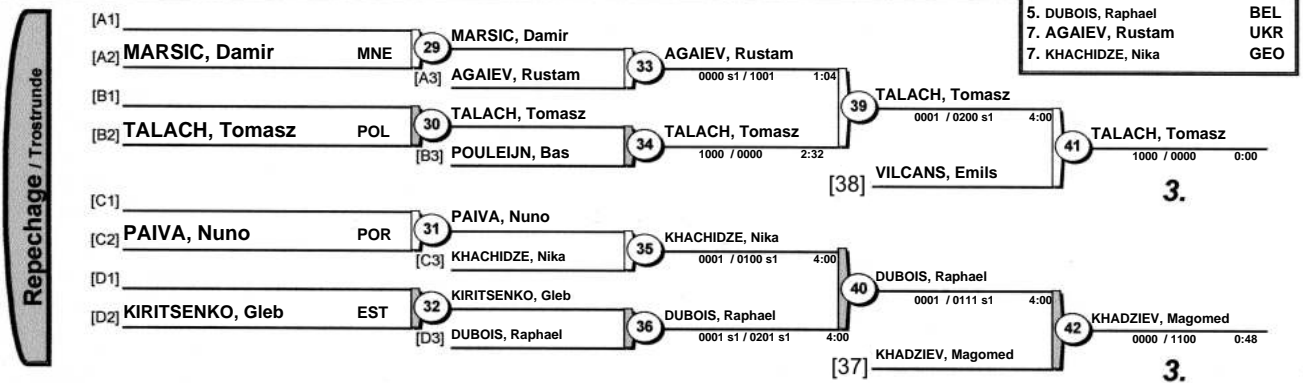 5. DUBOIS, Raphael BEL
7. AGAIEV, Rustam UKR
7. KHACHIDZE, Nika GEO
Repechage / Trostrunde
[A1]
[A2] MARSIC, Damir MNE
29
MARSIC, Damir
[A3] AGAIEV, Rustam
33
AGAIEV, Rustam
0000 s1 / 1001 1:04
[B1]
[B2] TALACH, Tomasz POL
30
TALACH, Tomasz
[B3] POULEIJN, Bas
34
TALACH, Tomasz
1000 / 0000 2:32
39
TALACH, Tomasz
0001 / 0200 s1 4:00
[38] VILCANS, Emils
41
TALACH, Tomasz
1000 / 0000 0:00
3.
[C1]
[C2] PAIVA, Nuno POR
31
PAIVA, Nuno
[C3] KHACHIDZE, Nika
35
KHACHIDZE, Nika
0001 / 0100 s1 4:00
[D1]
[D2] KIRITSENKO, Gleb EST
32
KIRITSENKO, Gleb
[D3] DUBOIS, Raphael
36
DUBOIS, Raphael
0001 s1 / 0201 s1 4:00
40
DUBOIS, Raphael
0001 / 0111 s1 4:00
[37] KHADZIEV, Magomed
42
KHADZIEV, Magomed
0000 / 1100 0:48
3.